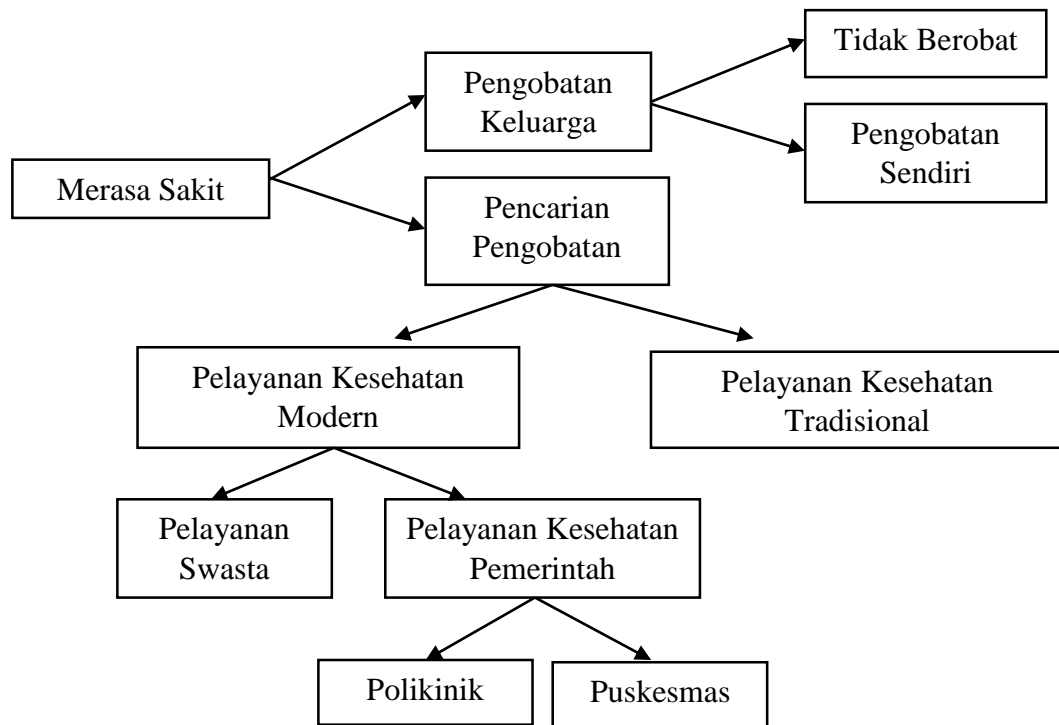 Tidak Berobat
Pengobatan
Keluarga
Pengobatan
Sendiri
Merasa Sakit
Pencarian
Pengobatan
Pelayanan Kesehatan
Modern
Pelayanan Kesehatan
Tradisional
Pelayanan
Swasta
Pelayanan Kesehatan
Pemerintah
Polikinik
Puskesmas